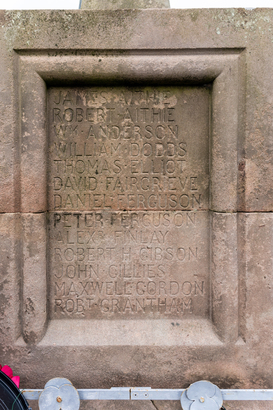 JAMES AITHIE
ROBERT AITHIE
WM ANDERSON
WILLIAM DODDS
THOMAS ELLIOT
DAVID FAIRGRIEVE
DANIEL FERGUSON
PETER FERGUSON
ALEXR FINLAY
ROBERT H GIBSON
JOHN GILLIES
MAXWELL GORDON
ROBT GRANTHAM